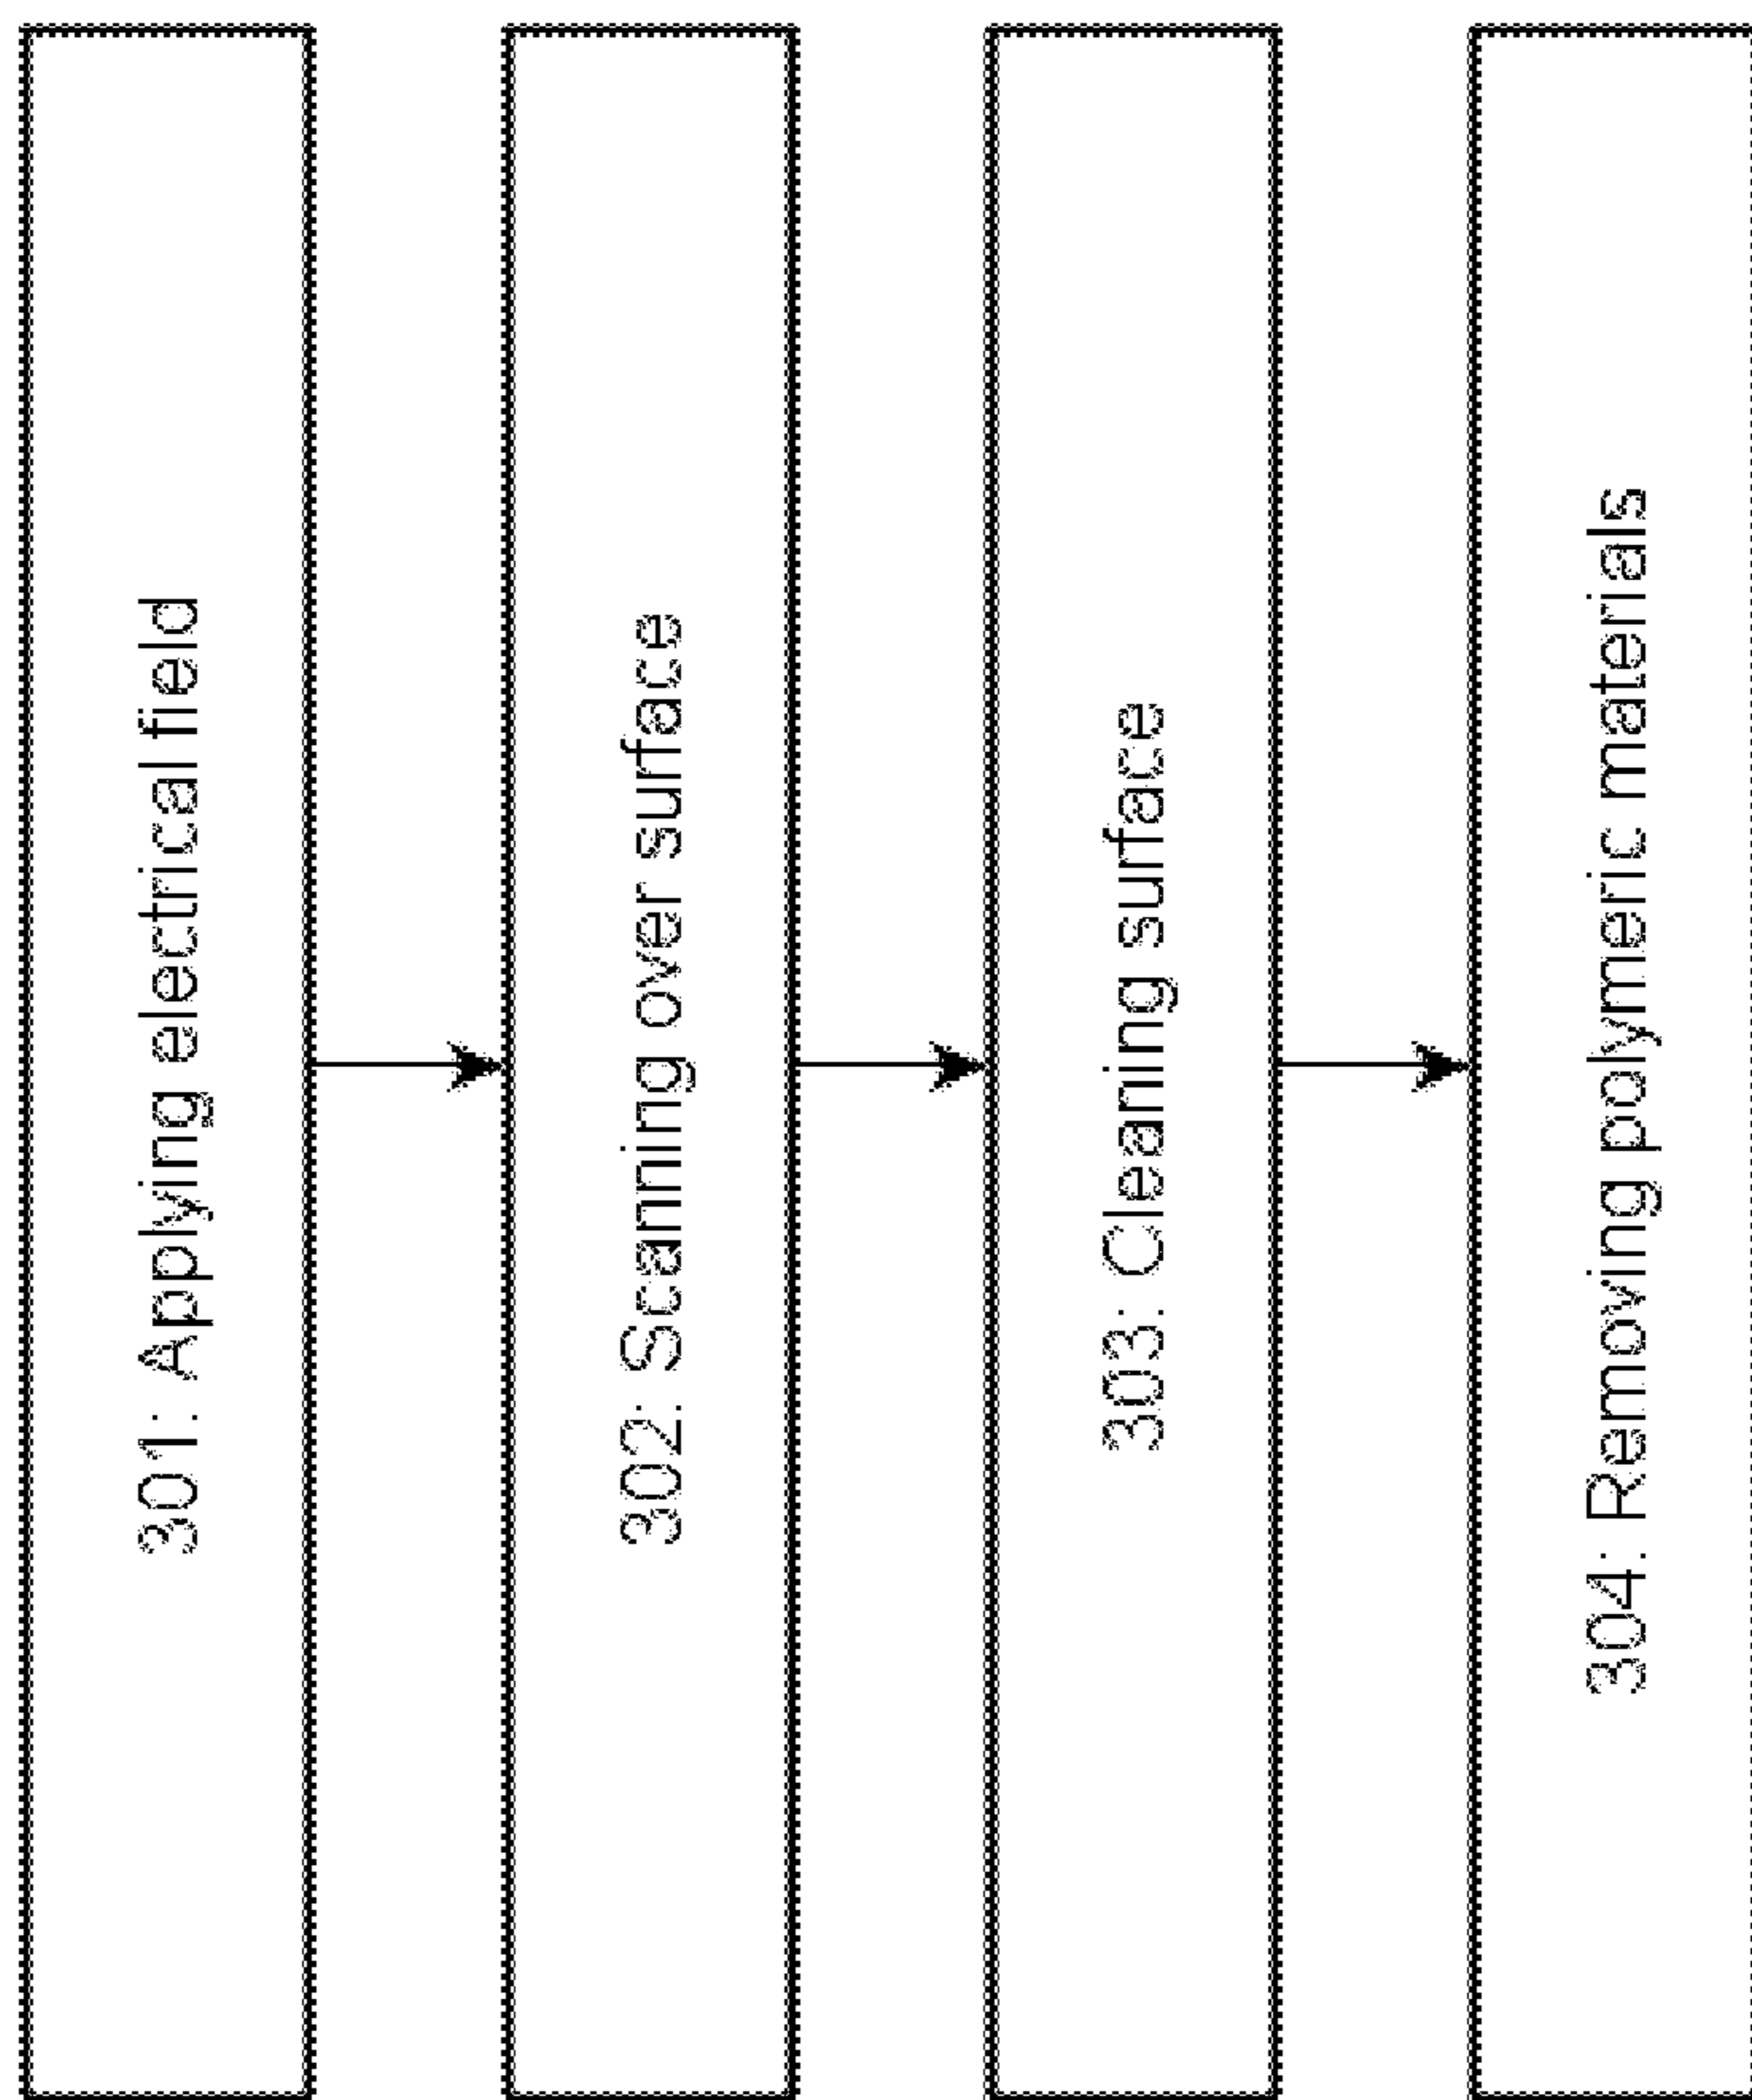 301: Applying electrical field
302: Scanning over surface
303: Cleaning surface
304: Removing polymeric materials